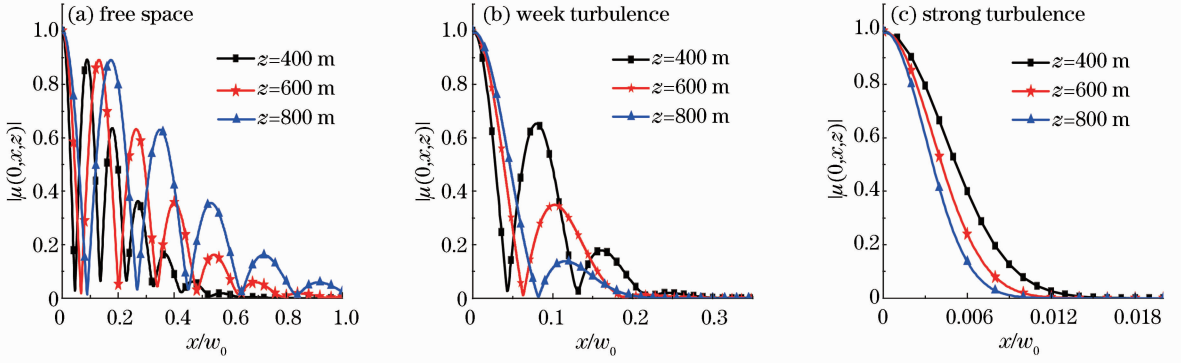 (a) free space
z=400 m
z=600 m
z=800 m
|μ(0,x,z)|
1.0
0.8
0.6
0.4
0.2
0
0 0.2 0.4 0.6 0.8 1.0
x/w₀
(b) week turbulence
z=400 m
z=600 m
z=800 m
|μ(0,x,z)|
1.0
0.8
0.6
0.4
0.2
0
0 0.1 0.2 0.3
x/w₀
(c) strong turbulence
z=400 m
z=600 m
z=800 m
|μ(0,x,z)|
1.0
0.8
0.6
0.4
0.2
0
0 0.006 0.012 0.018
x/w₀